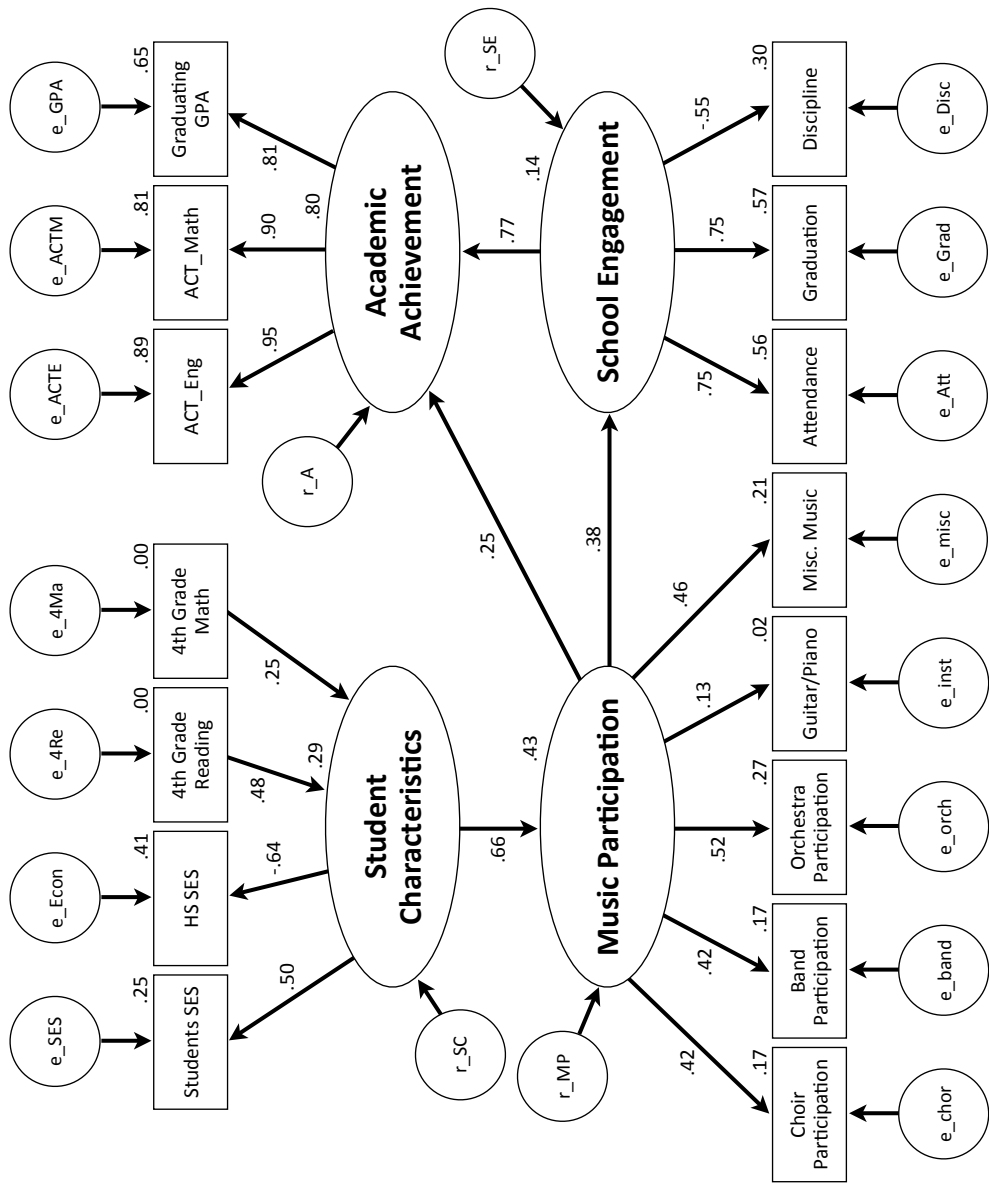 e_SES
e_Econ
e_4Re
e_4Ma
e_ACTE
e_ACTM
e_GPA
.25
.41
.00
.00
.89
.81
.65
Students SES
HS SES
4th Grade
Reading
4th Grade
Math
ACT_Eng
ACT_Math
Graduating
GPA
.50
-.64
.48
.25
.95
.90
.81
.29
.80
r_SC
Student
Characteristics
r_A
Academic
Achievement
.66
.25
.77
r_MP
.43
Music Participation
.38
.14
School Engagement
r_SE
.42
.42
.52
.13
.46
.75
.75
-.55
.17
.17
.27
.02
.21
.56
.57
.30
Choir
Participation
Band
Participation
Orchestra
Participation
Guitar/Piano
Misc. Music
Attendance
Graduation
Discipline
e_chor
e_band
e_orch
e_inst
e_misc
e_Att
e_Grad
e_Disc